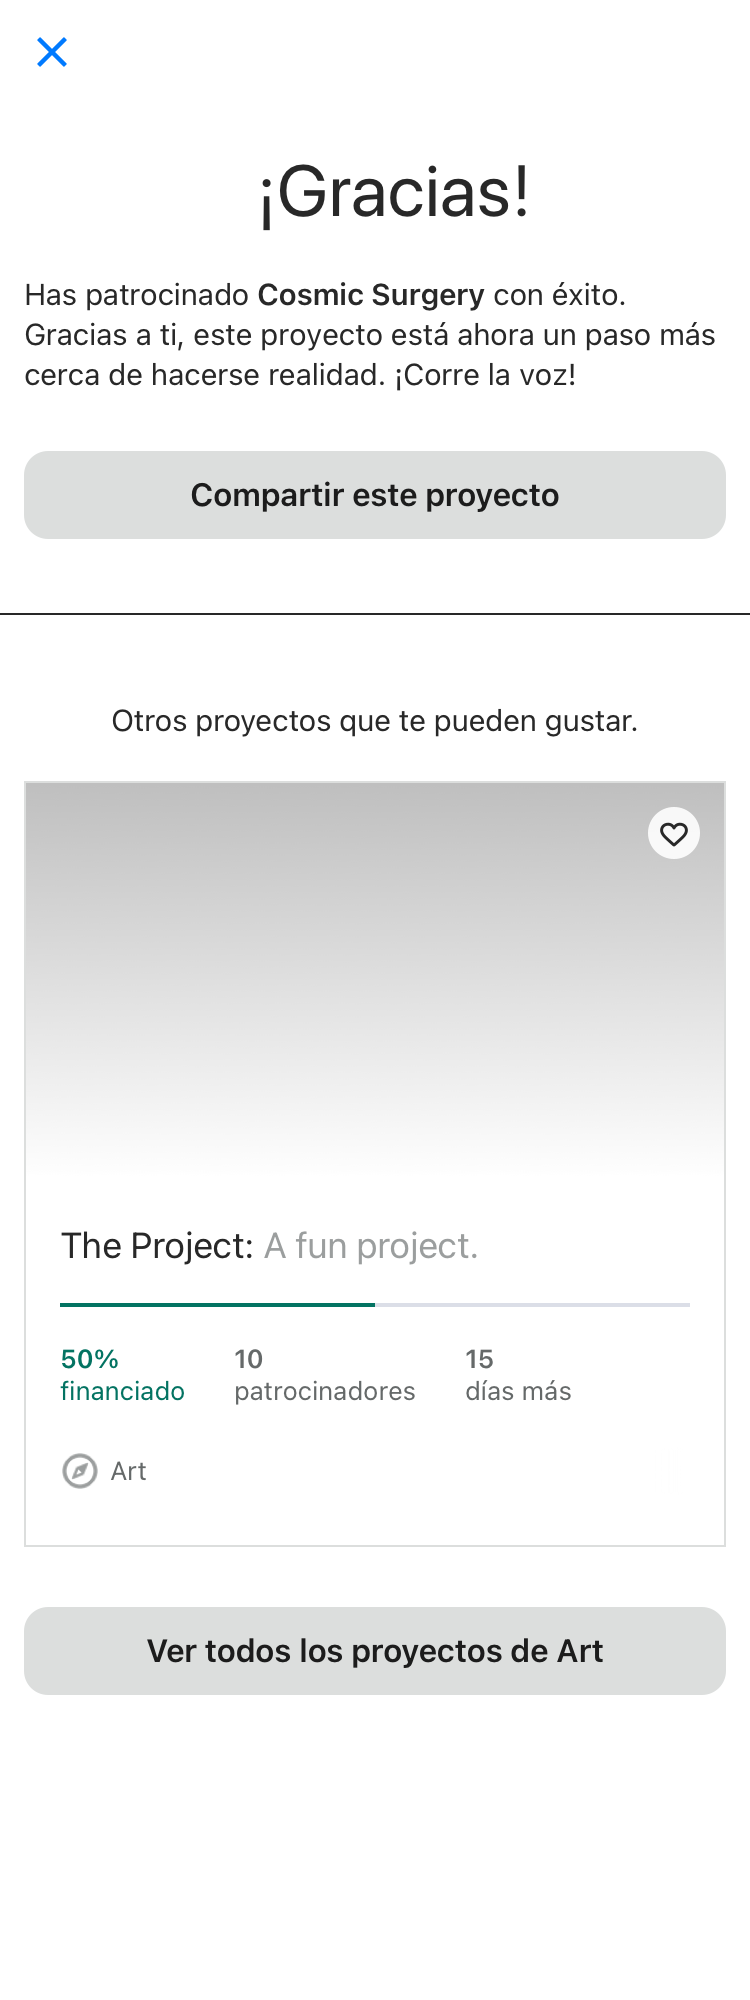 ¡Gracias!
Has patrocinado Cosmic Surgery con éxito.
Gracias a ti, este proyecto está ahora un paso más
cerca de hacerse realidad. ¡Corre la voz!
Compartir este proyecto
Otros proyectos que te pueden gustar.
The Project: A fun project.
50% 10 15
financiado patrocinadores días más
Art
Ver todos los proyectos de Art